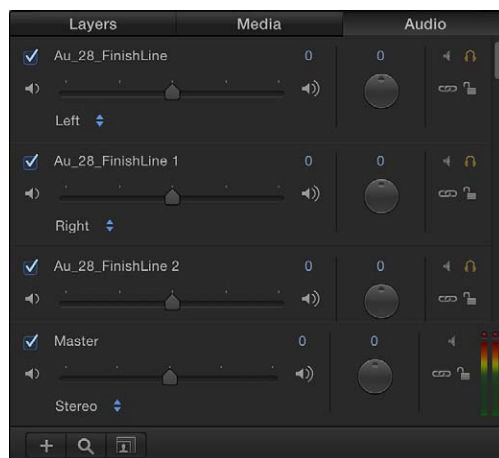 Layers Media Audio
Au_28_FinishLine 0 0
Left
Au_28_FinishLine 1 0 0
Right
Au_28_FinishLine 2 0 0
Master 0 0
Stereo